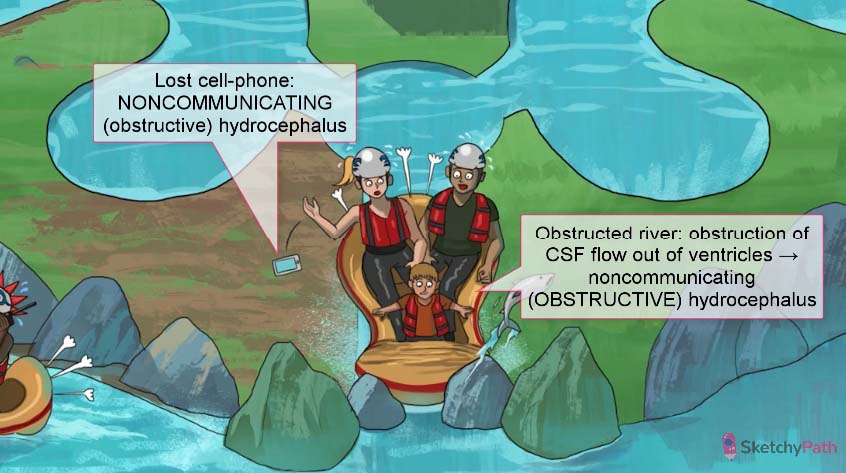 Lost cell-phone:
NONCOMMUNICATING
(obstructive) hydrocephalus
Obstructed river: obstruction of
CSF flow out of ventricles →
noncommunicating
(OBSTRUCTIVE) hydrocephalus
SketchyPath